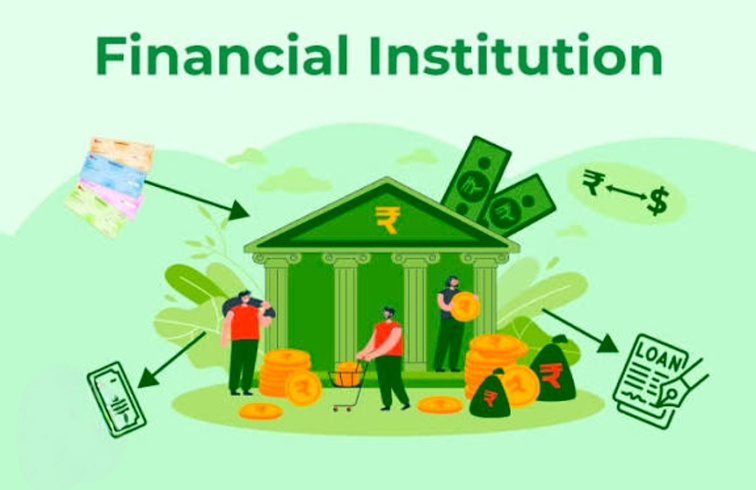 Financial Institution
₹
₹ $
LOAN
₹
₹